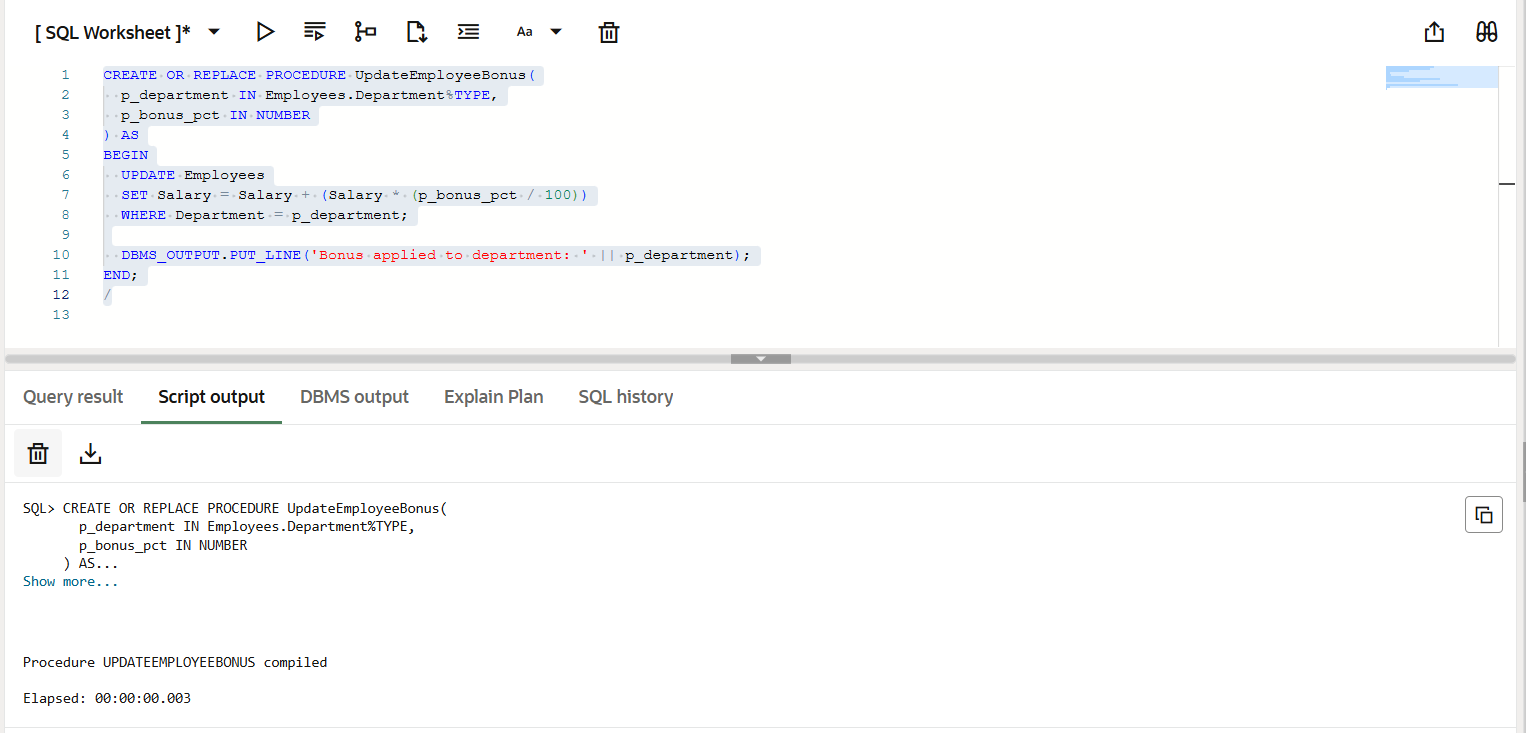 [ SQL Worksheet ]*
Aa
1 CREATE OR REPLACE PROCEDURE UpdateEmployeeBonus(
2   p_department IN Employees.Department%TYPE,
3   p_bonus_pct IN NUMBER
4 ) AS
5 BEGIN
6   UPDATE Employees
7   SET Salary = Salary + (Salary * (p_bonus_pct / 100))
8   WHERE Department = p_department;
9
10   DBMS_OUTPUT.PUT_LINE('Bonus applied to department: ' || p_department);
11 END;
12 /
13
Query result Script output DBMS output Explain Plan SQL history
SQL> CREATE OR REPLACE PROCEDURE UpdateEmployeeBonus(
       p_department IN Employees.Department%TYPE,
       p_bonus_pct IN NUMBER
     ) AS...
Show more...
Procedure UPDATEEMPLOYEEBONUS compiled
Elapsed: 00:00:00.003